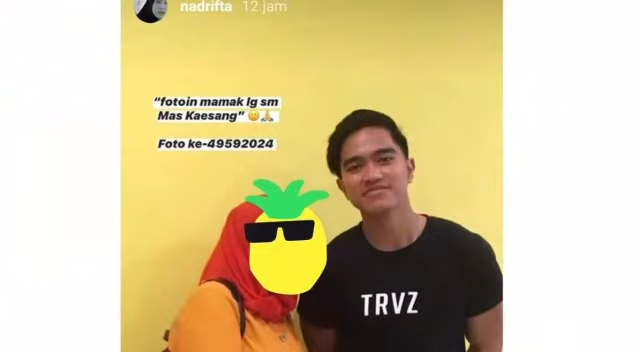 nadrifta 12 jam
“fotoin mamak lg sm
Mas Kaesang” 😊🙏
Foto ke-49592024
TRVZ